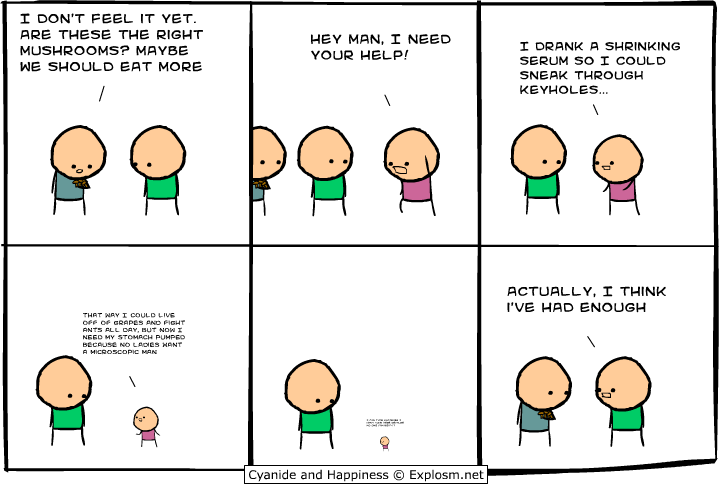 I DON'T FEEL IT YET.
ARE THESE THE RIGHT
MUSHROOMS? MAYBE
WE SHOULD EAT MORE
HEY MAN, I NEED
YOUR HELP!
I DRANK A SHRINKING
SERUM SO I COULD
SNEAK THROUGH
KEYHOLES...
THAT WAY I COULD LIVE
OFF OF GRAPES AND FIGHT
ANTS ALL DAY, BUT NOW I
NEED MY STOMACH PUMPED
BECAUSE NO LADIES WANT
A MICROSCOPIC MAN
ACTUALLY, I THINK
I'VE HAD ENOUGH
Cyanide and Happiness © Explosm.net